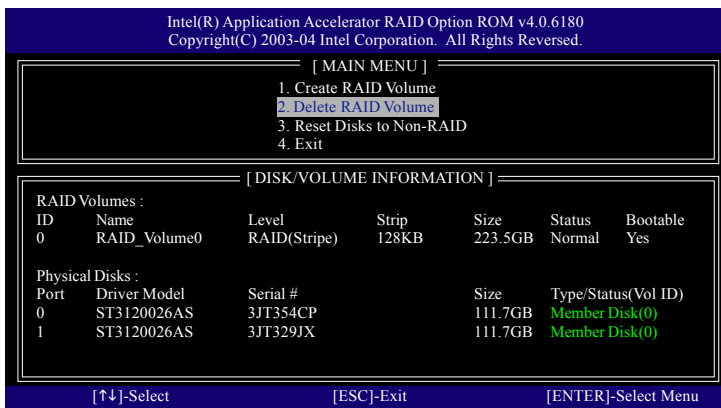 Intel(R) Application Accelerator RAID Option ROM v4.0.6180
Copyright(C) 2003-04 Intel Corporation. All Rights Reversed.
[ MAIN MENU ]
1. Create RAID Volume
2. Delete RAID Volume
3. Reset Disks to Non-RAID
4. Exit
[ DISK/VOLUME INFORMATION ]
RAID Volumes :
ID Name Level Strip Size Status Bootable
0 RAID_Volume0 RAID(Stripe) 128KB 223.5GB Normal Yes
Physical Disks :
Port Driver Model Serial # Size Type/Status(Vol ID)
0 ST3120026AS 3JT354CP 111.7GB Member Disk(0)
1 ST3120026AS 3JT329JX 111.7GB Member Disk(0)
[↑↓]-Select [ESC]-Exit [ENTER]-Select Menu